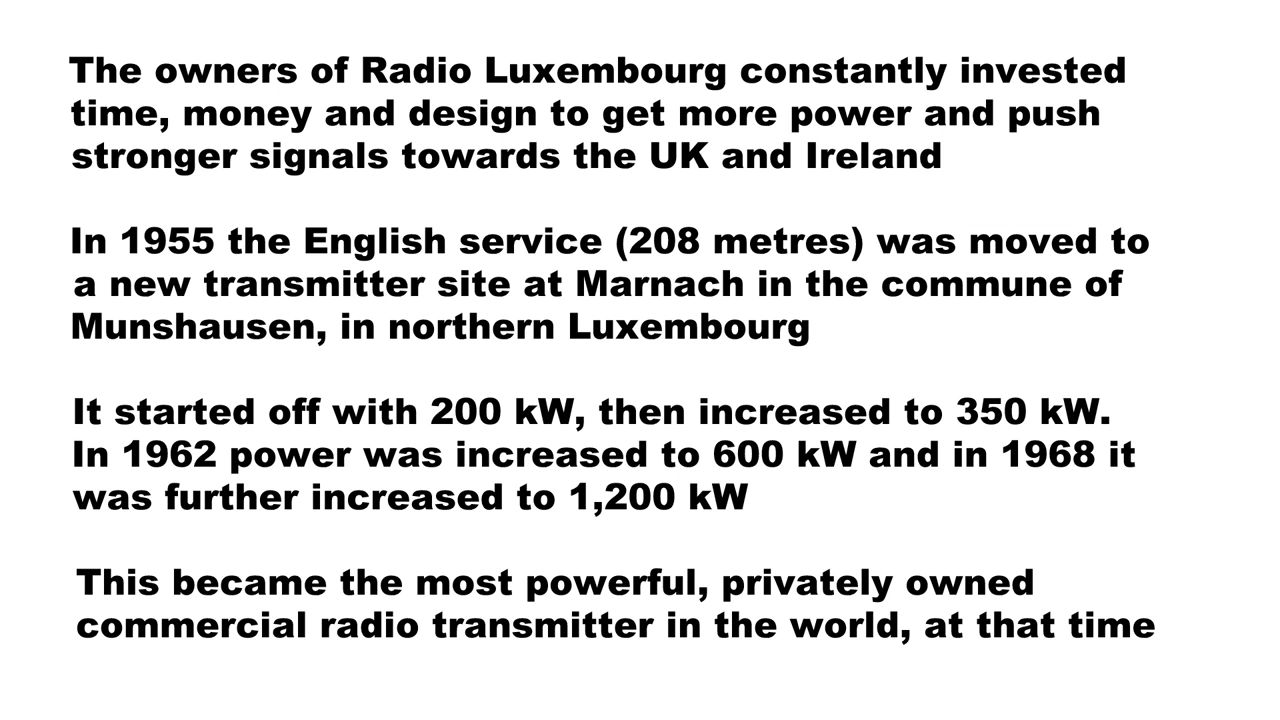 The owners of Radio Luxembourg constantly invested
time, money and design to get more power and push
stronger signals towards the UK and Ireland
In 1955 the English service (208 metres) was moved to
a new transmitter site at Marnach in the commune of
Munshausen, in northern Luxembourg
It started off with 200 kW, then increased to 350 kW.
In 1962 power was increased to 600 kW and in 1968 it
was further increased to 1,200 kW
This became the most powerful, privately owned
commercial radio transmitter in the world, at that time